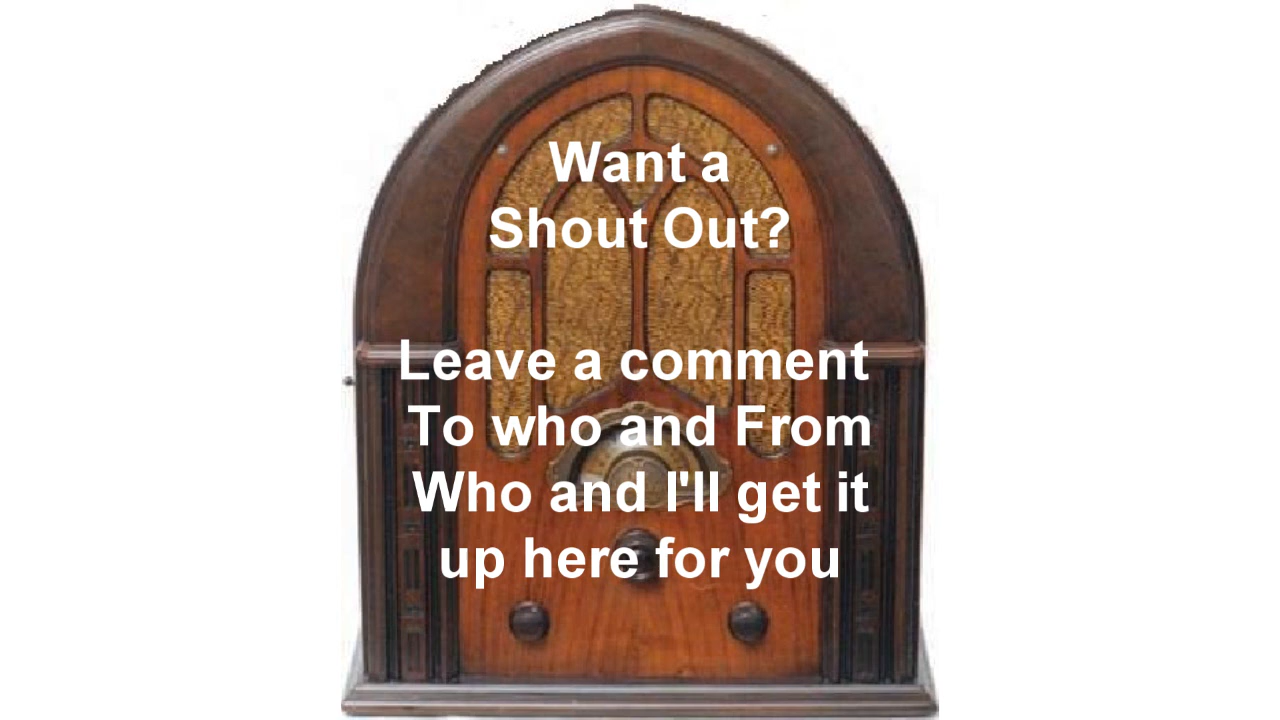 Want a
Shout Out?
Leave a comment
To who and From
Who and I'll get it
up here for you